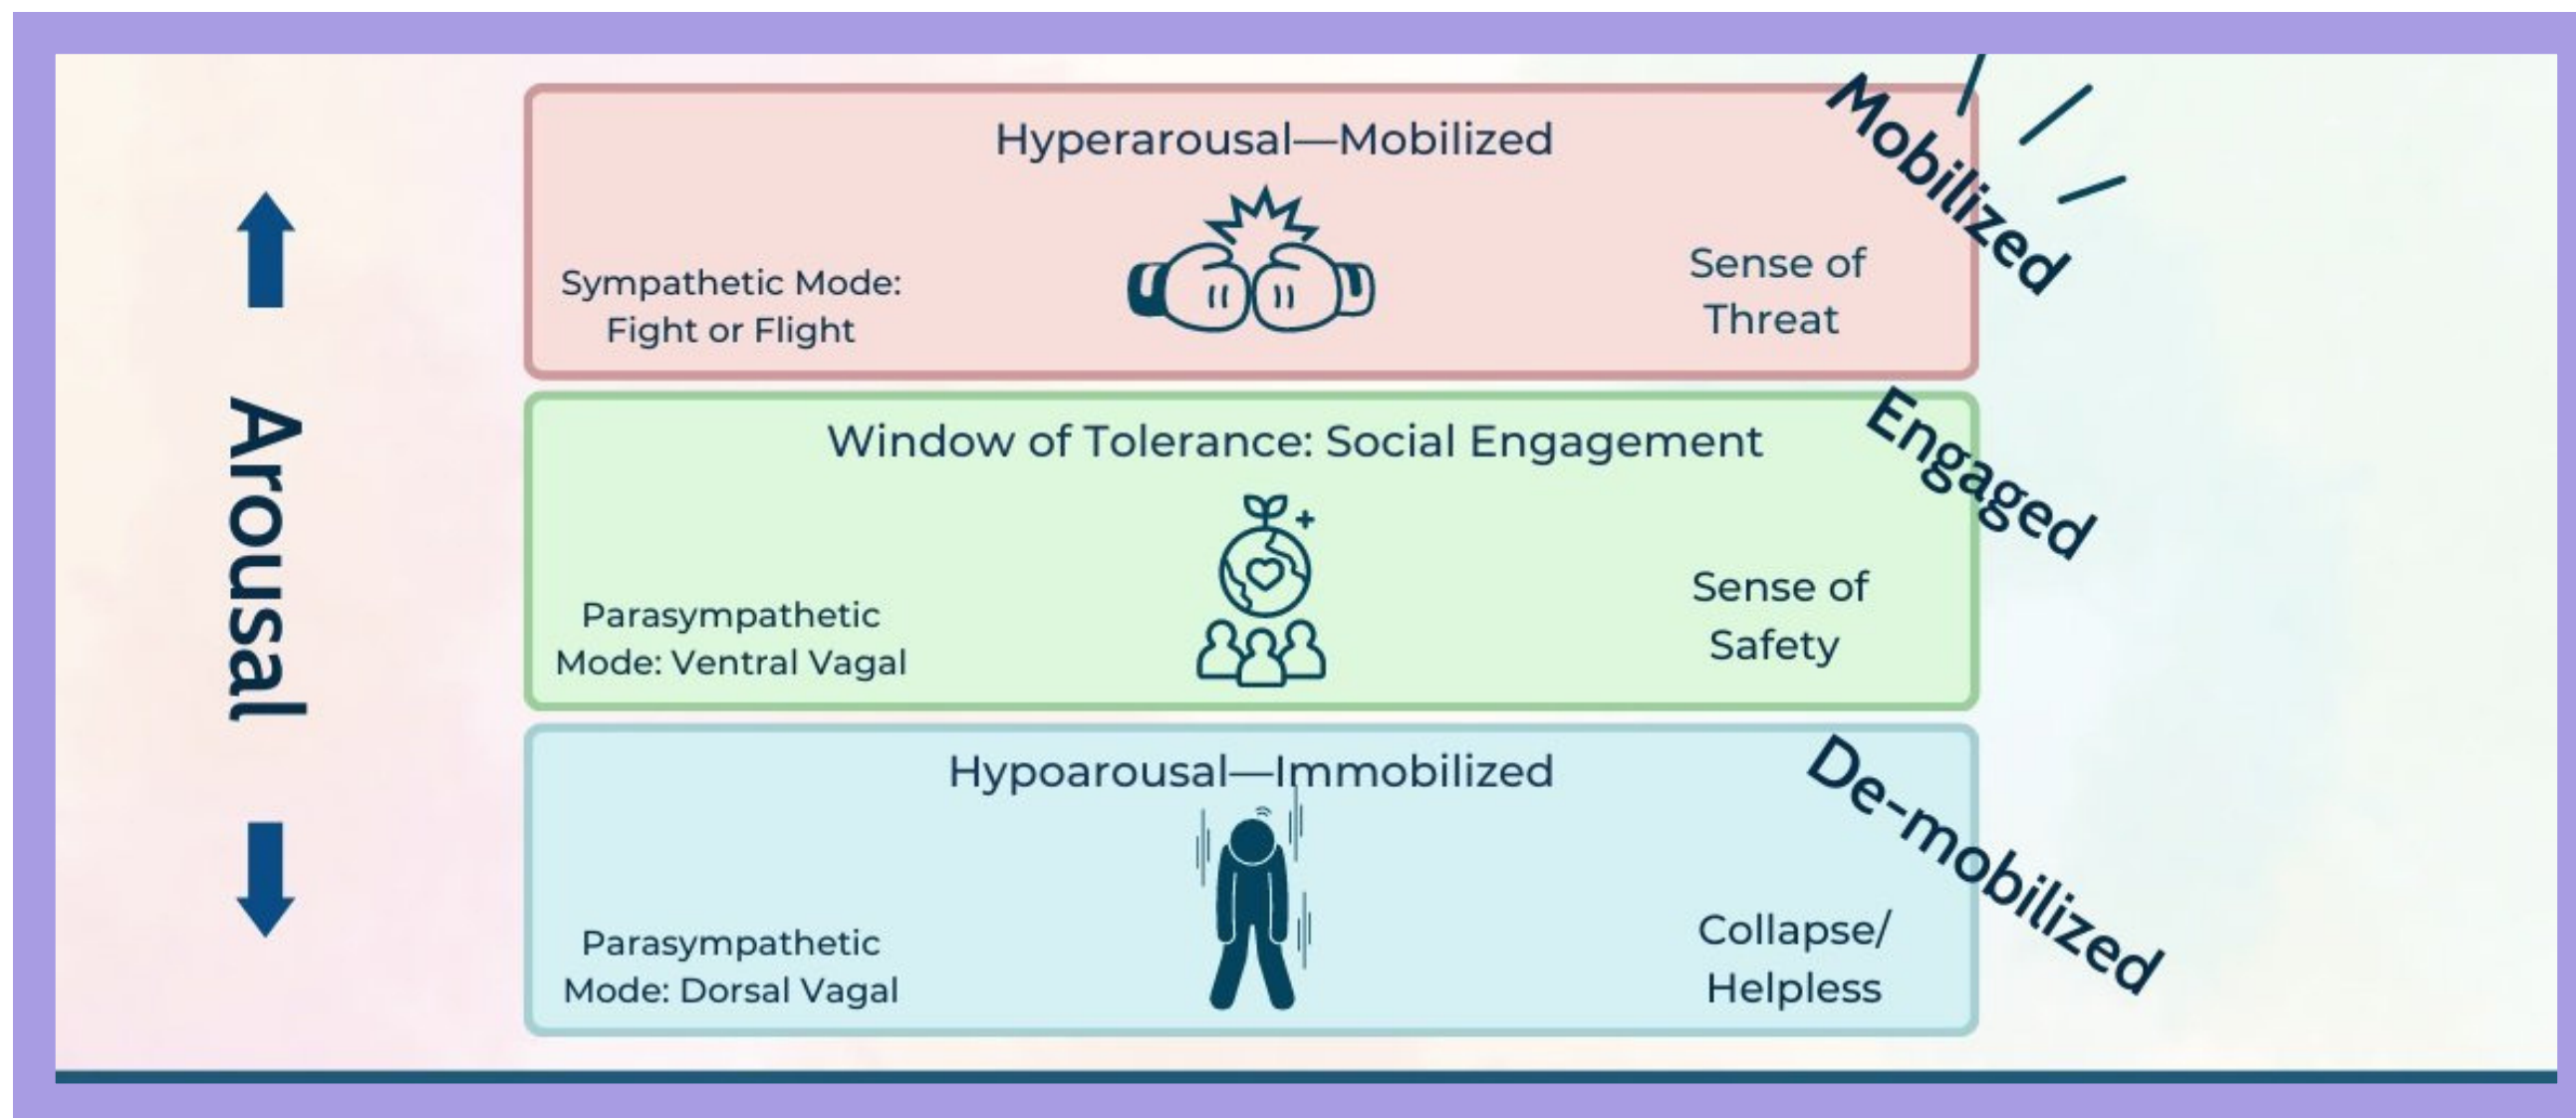 Arousal
Hyperarousal—Mobilized
Sympathetic Mode:
Fight or Flight
Sense of
Threat
Mobilized
Window of Tolerance: Social Engagement
Parasympathetic
Mode: Ventral Vagal
Sense of
Safety
Engaged
Hypoarousal—Immobilized
Parasympathetic
Mode: Dorsal Vagal
Collapse/
Helpless
De-mobilized